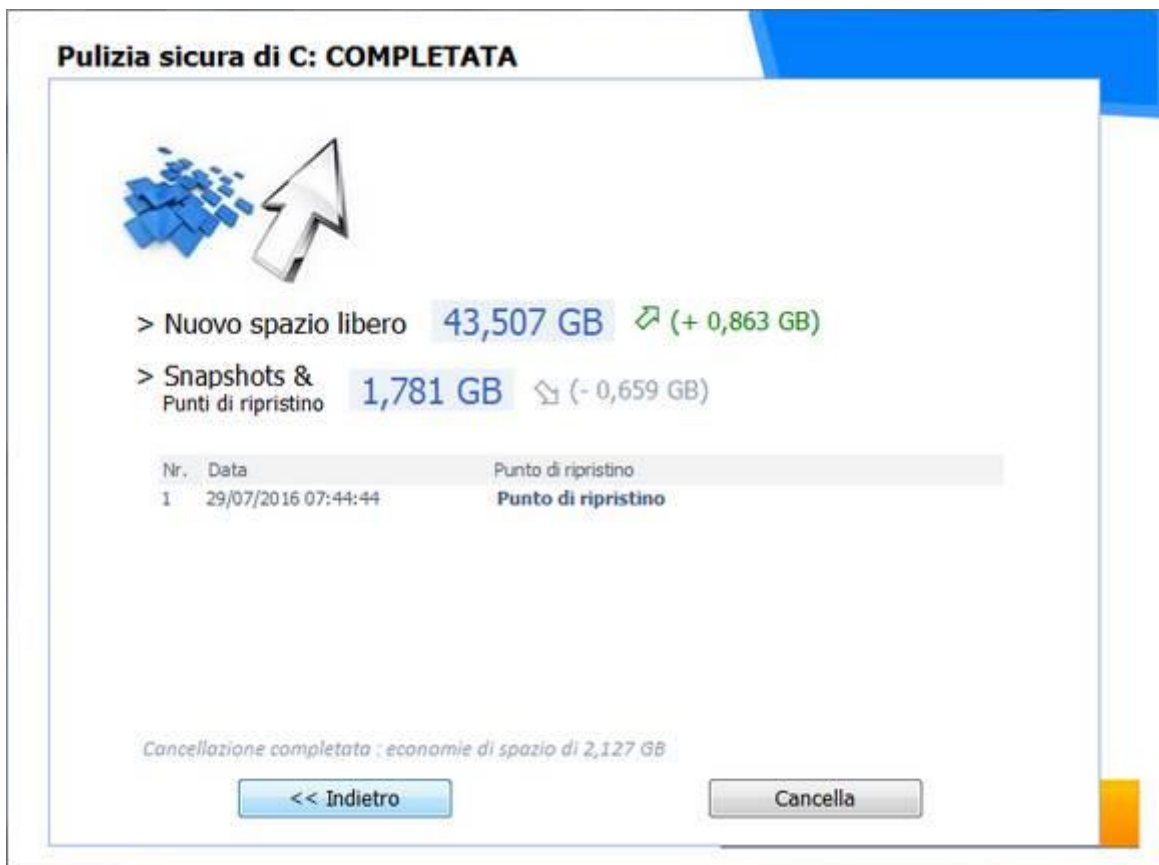 Pulizia sicura di C: COMPLETATA
> Nuovo spazio libero 43,507 GB (+ 0,863 GB)
> Snapshots &
Punti di ripristino 1,781 GB (- 0,659 GB)
Nr. Data Punto di ripristino
1 29/07/2016 07:44:44 Punto di ripristino
Cancellazione completata : economie di spazio di 2,127 GB
<< Indietro Cancella